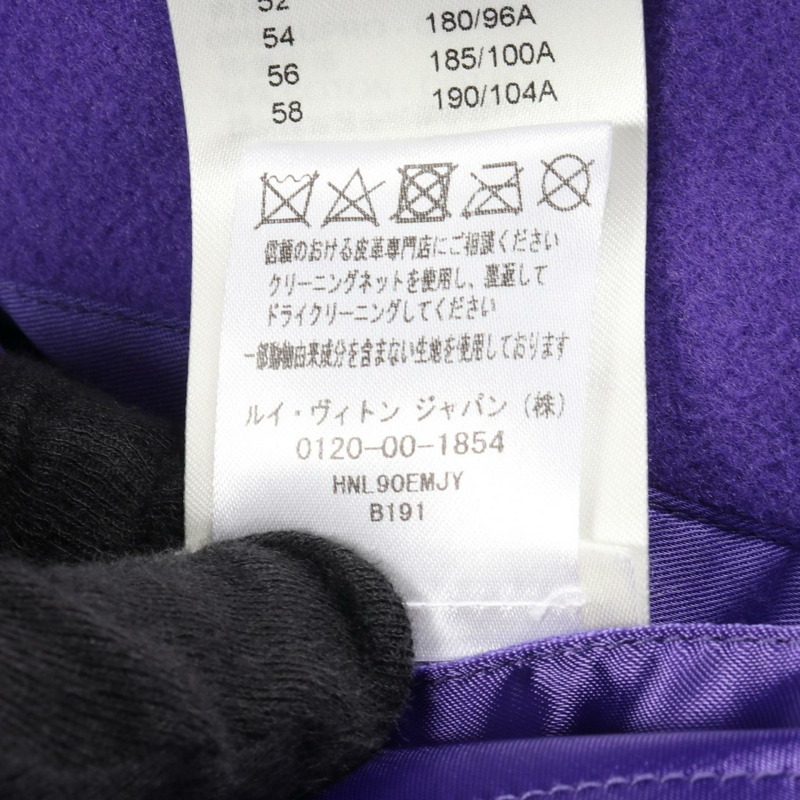 52
54 180/96A
56 185/100A
58 190/104A
信頼のおける皮革専門店にご相談ください
クリーニングネットを使用し、裏返して
ドライクリーニングしてください
一部動物由来成分を含まない生地を使用しております
ルイ・ヴィトン ジャパン (株)
0120-00-1854
HNL90EMJY
B191